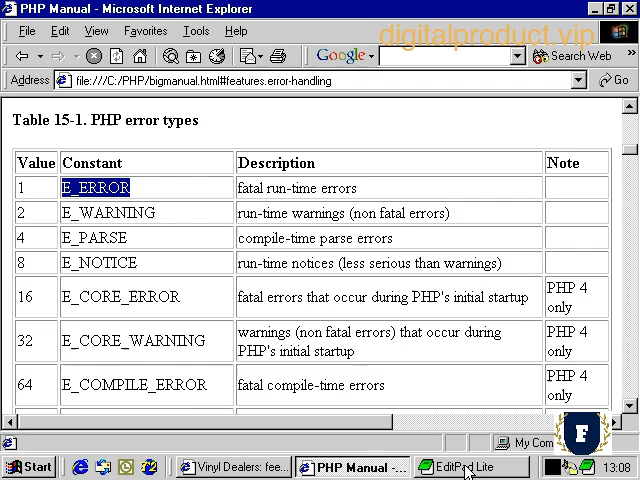 PHP Manual - Microsoft Internet Explorer
File Edit View Favorites Tools Help
digitalproduct.vip
Google Search Web
Address file:///C:/PHP/bigmanual.html#features.error-handling Go
Table 15-1. PHP error types
Value Constant Description Note
1 E_ERROR fatal run-time errors
2 E_WARNING run-time warnings (non fatal errors)
4 E_PARSE compile-time parse errors
8 E_NOTICE run-time notices (less serious than warnings)
16 E_CORE_ERROR fatal errors that occur during PHP's initial startup PHP 4 only
32 E_CORE_WARNING warnings (non fatal errors) that occur during PHP's initial startup PHP 4 only
64 E_COMPILE_ERROR fatal compile-time errors PHP 4 only
My Com
F
Start Vinyl Dealers: fee... PHP Manual -... EditPad Lite 13:08